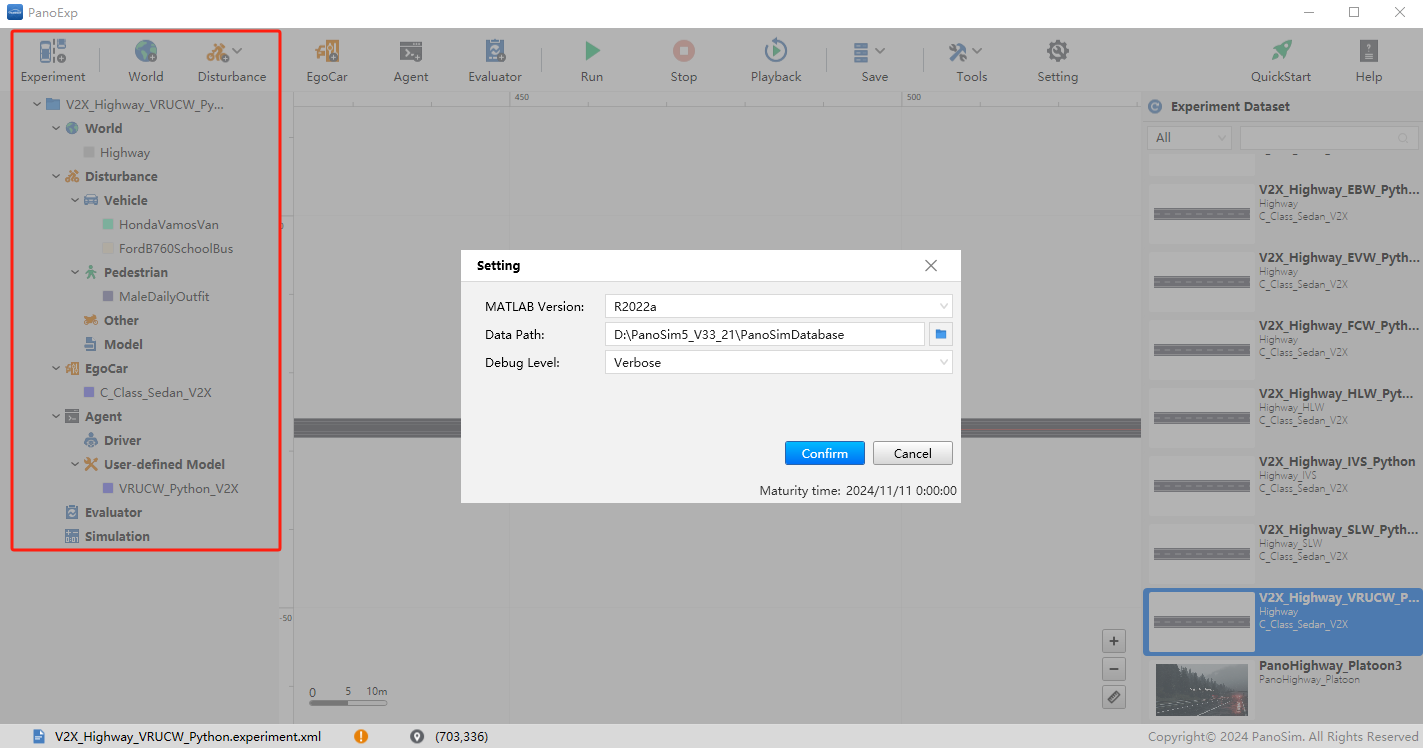 PanoExp
Experiment
World
Disturbance
EgoCar
Agent
Evaluator
Run
Stop
Playback
Save
Tools
Setting
QuickStart
Help
V2X_Highway_VRUCW_Py...
World
Highway
Disturbance
Vehicle
HondaVamosVan
FordB760SchoolBus
Pedestrian
MaleDailyOutfit
Other
Model
EgoCar
C_Class_Sedan_V2X
Agent
Driver
User-defined Model
VRUCW_Python_V2X
Evaluator
Simulation
450
500
-50
0
5
10m
Setting
MATLAB Version:
R2022a
Data Path:
D:\PanoSim5_V33_21\PanoSimDatabase
Debug Level:
Verbose
Confirm
Cancel
Maturity time: 2024/11/11 0:00:00
Experiment Dataset
All
V2X_Highway_EBW_Pyth...
Highway
C_Class_Sedan_V2X
V2X_Highway_EVW_Pyth...
Highway
C_Class_Sedan_V2X
V2X_Highway_FCW_Pyth...
Highway
C_Class_Sedan_V2X
V2X_Highway_HLW_Pyt...
Highway_HLW
C_Class_Sedan_V2X
V2X_Highway_IVS_Python
Highway_IVS
C_Class_Sedan_V2X
V2X_Highway_SLW_Pyth...
Highway_SLW
C_Class_Sedan_V2X
V2X_Highway_VRUCW_P...
Highway
C_Class_Sedan_V2X
PanoHighway_Platoon3
PanoHighway_Platoon
V2X_Highway_VRUCW_Python.experiment.xml
(703,336)
Copyright© 2024 PanoSim. All Rights Reserved